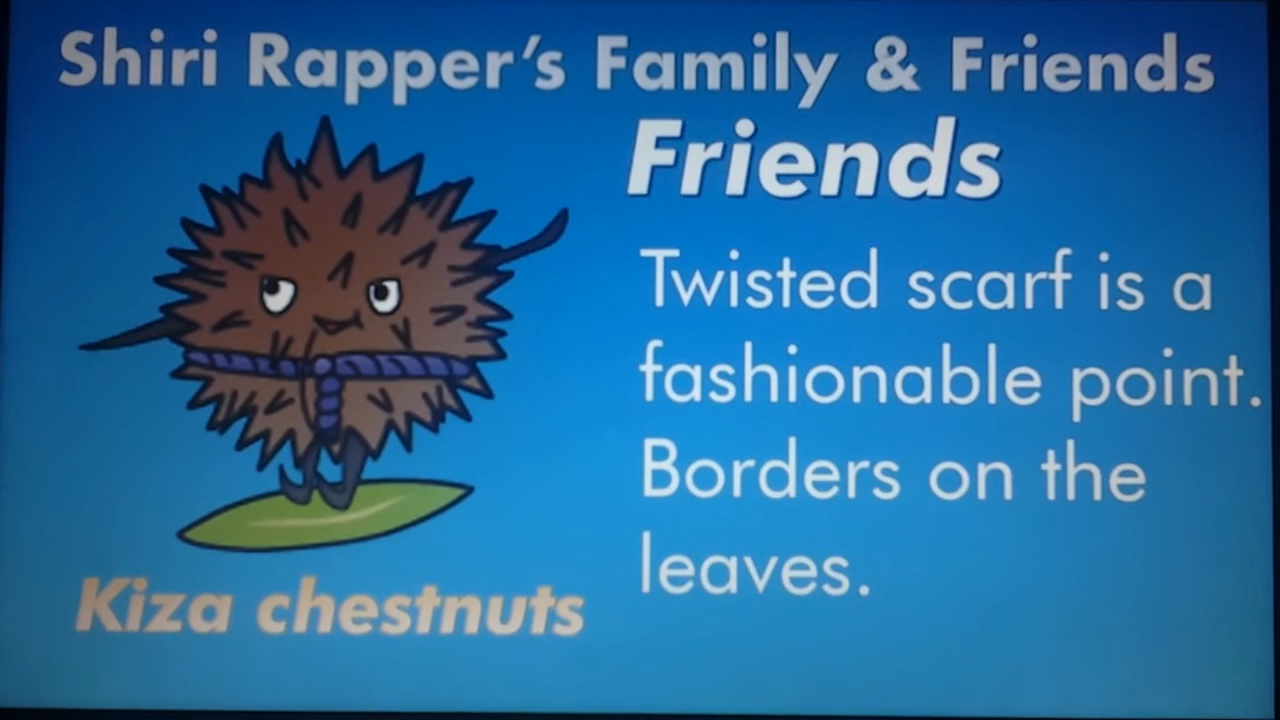 Shiri Rapper's Family & Friends
Friends
Twisted scarf is a
fashionable point.
Borders on the
leaves.
Kiza chestnuts